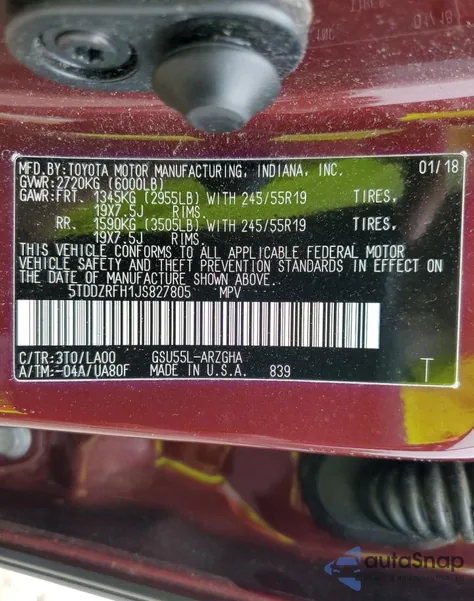 01/18
INC
MFD.BY:TOYOTA MOTOR MANUFACTURING, INDIANA, INC. 01/18
GVWR:2720KG (6000LB)
GAWR:FRT. 1345KG (2955LB) WITH 245/55R19 TIRES,
19X7.5J RIMS.
RR. 1590KG (3505LB) WITH 245/55R19 TIRES,
19X7.5J RIMS.
THIS VEHICLE CONFORMS TO ALL APPLICABLE FEDERAL MOTOR
VEHICLE SAFETY AND THEFT PREVENTION STANDARDS IN EFFECT ON
THE DATE OF MANUFACTURE SHOWN ABOVE.
5TDDZRFH1JS827805 MPV
C/TR:3T0/LA00 GSU55L-ARZGHA
A/TM:-04A/UA80F MADE IN U.S.A. 839 T
autoSnap